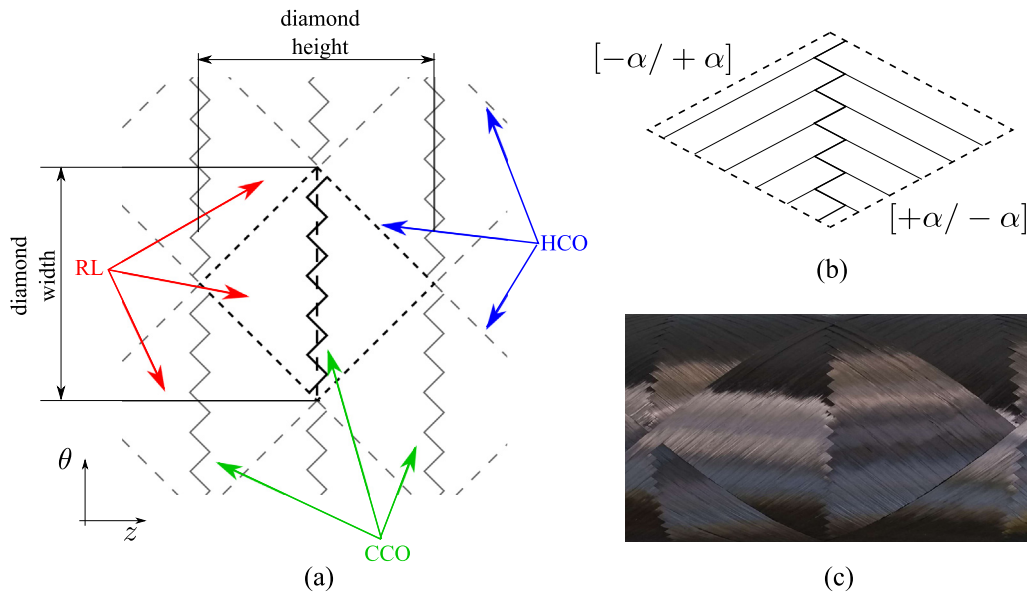 diamond
height
[−α/ + α]
[+α/ − α]
(b)
HCO
RL
diamond
width
θ
z
CCO
(a)
(c)